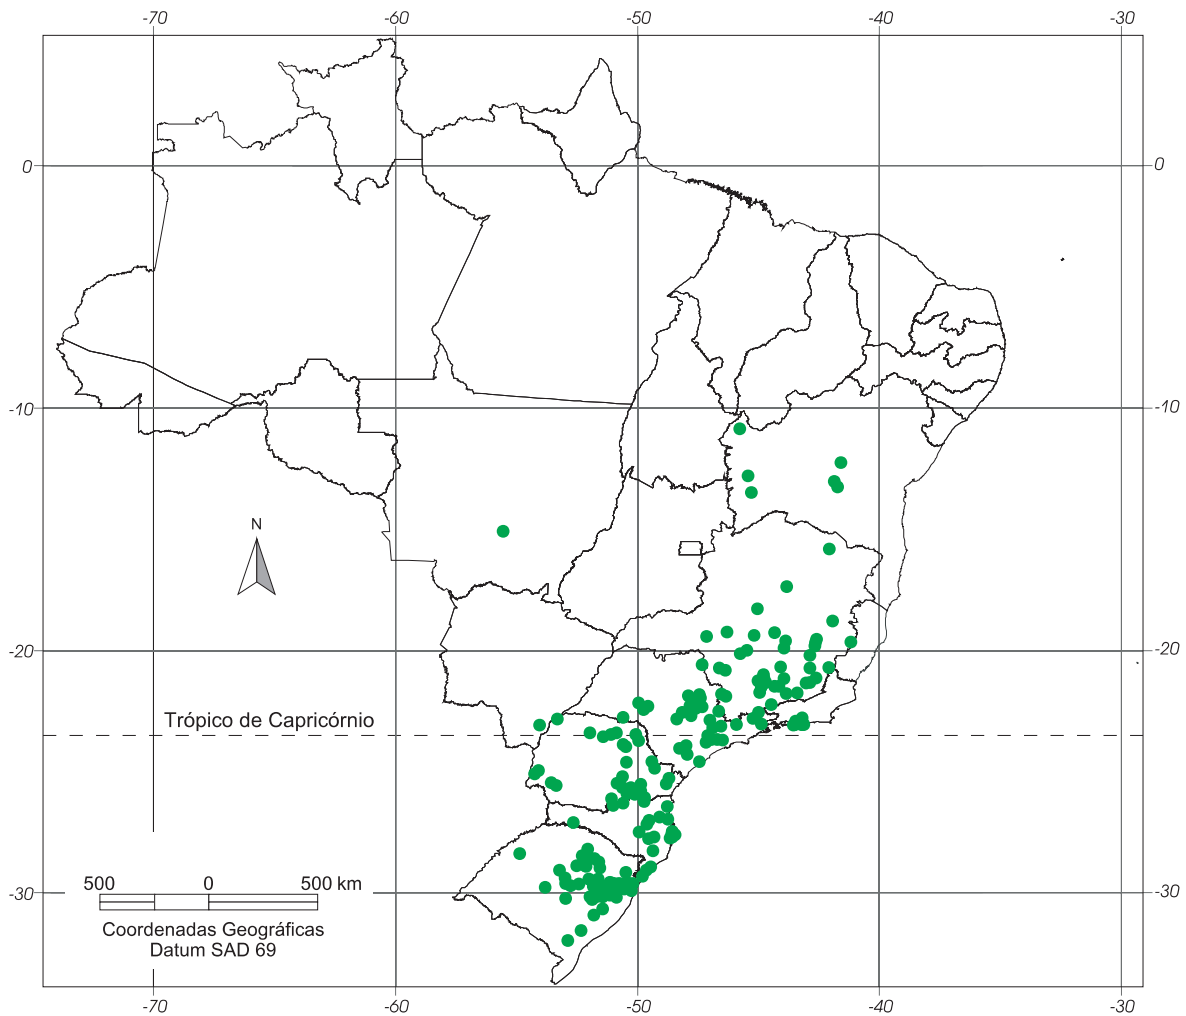 -70 -60 -50 -40 -30
0 0
-10 -10
N
-20 -20
Trópico de Capricórnio
500 0 500 km
-30 -30
Coordenadas Geográficas
Datum SAD 69
-70 -60 -50 -40 -30